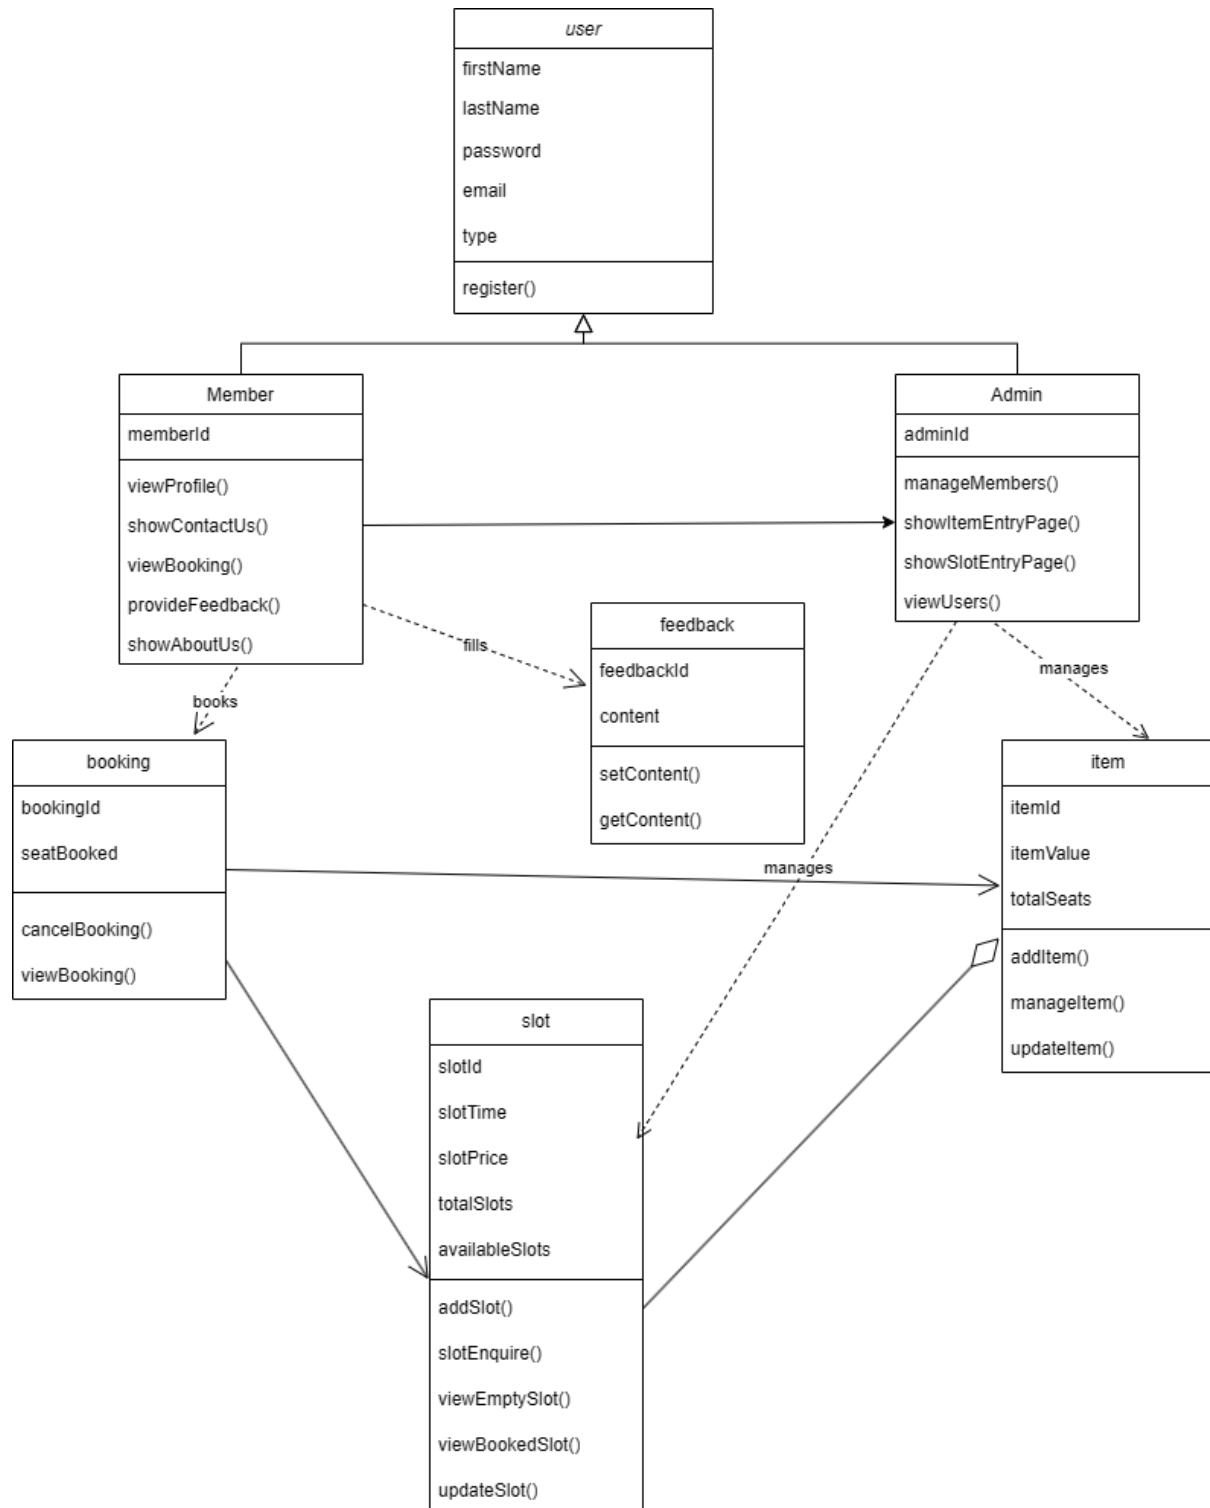 user
firstName
lastName
password
email
type
register()
Member
memberId
viewProfile()
showContactUs()
viewBooking()
provideFeedback()
showAboutUs()
Admin
adminId
manageMembers()
showItemEntryPage()
showSlotEntryPage()
viewUsers()
fills
books
manages
manages
feedback
feedbackId
content
setContent()
getContent()
booking
bookingId
seatBooked
cancelBooking()
viewBooking()
item
itemId
itemValue
totalSeats
addItem()
manageItem()
updateItem()
slot
slotId
slotTime
slotPrice
totalSlots
availableSlots
addSlot()
slotEnquire()
viewEmptySlot()
viewBookedSlot()
updateSlot()